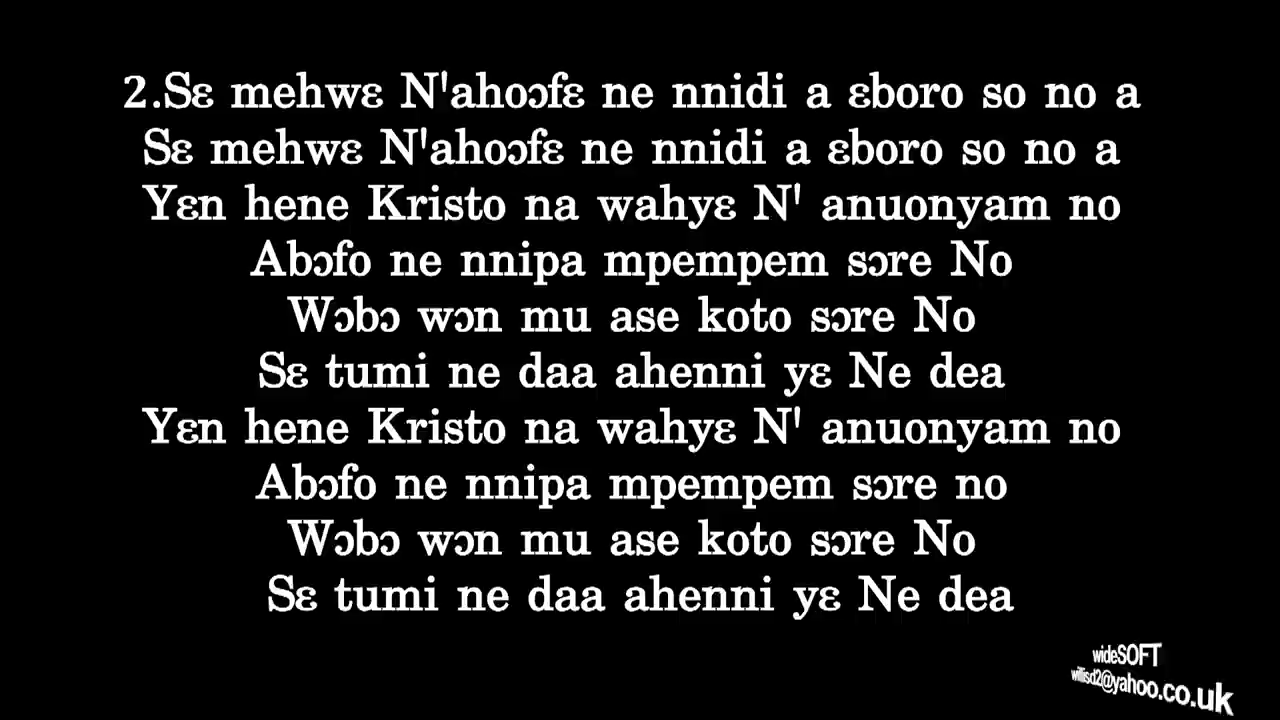 2.Sɛ mehwɛ N'ahoɔfɛ ne nnidi a ɛboro so no a
Sɛ mehwɛ N'ahoɔfɛ ne nnidi a ɛboro so no a
Yɛn hene Kristo na wahyɛ N' anuonyam no
Abɔfo ne nnipa mpempem sɔre No
Wɔbɔ wɔn mu ase koto sɔre No
Sɛ tumi ne daa ahenni yɛ Ne dea
Yɛn hene Kristo na wahyɛ N' anuonyam no
Abɔfo ne nnipa mpempem sɔre no
Wɔbɔ wɔn mu ase koto sɔre No
Sɛ tumi ne daa ahenni yɛ Ne dea
wideSOFT
willisd2@yahoo.co.uk